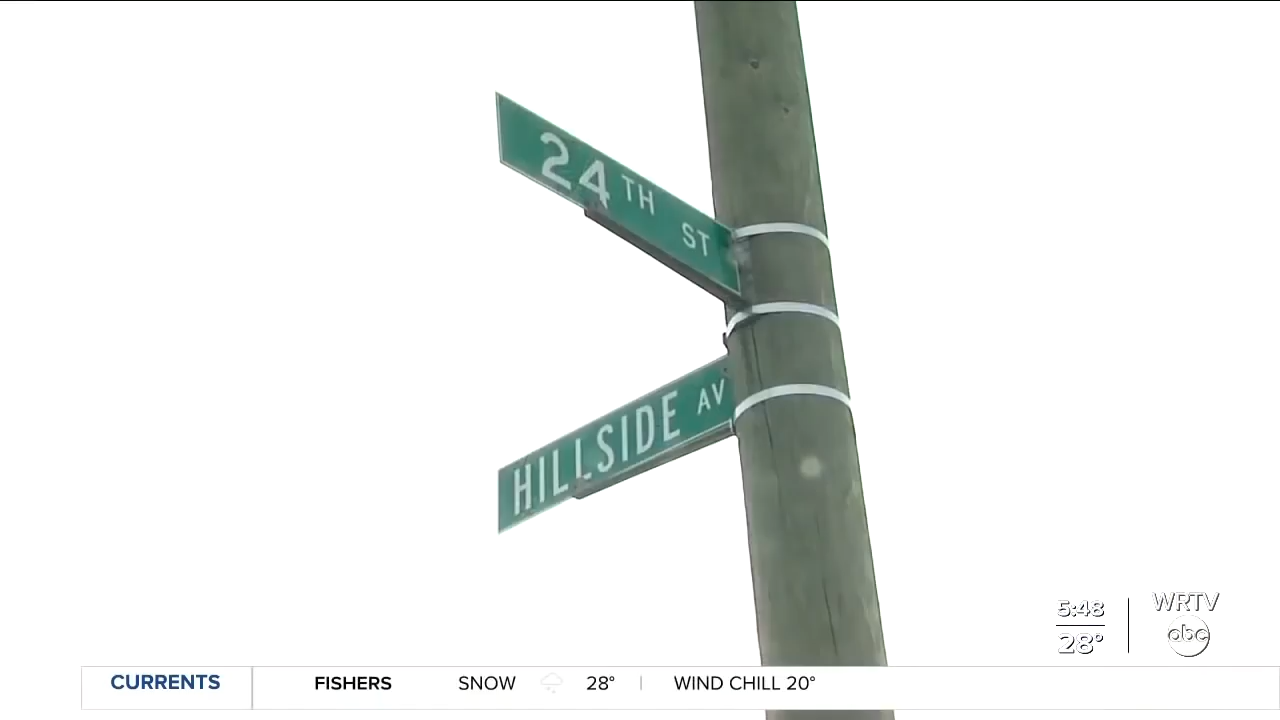 24TH ST
HILLSIDE AV
5:48
28°
WRTV
abc
CURRENTS FISHERS SNOW 28° | WIND CHILL 20°